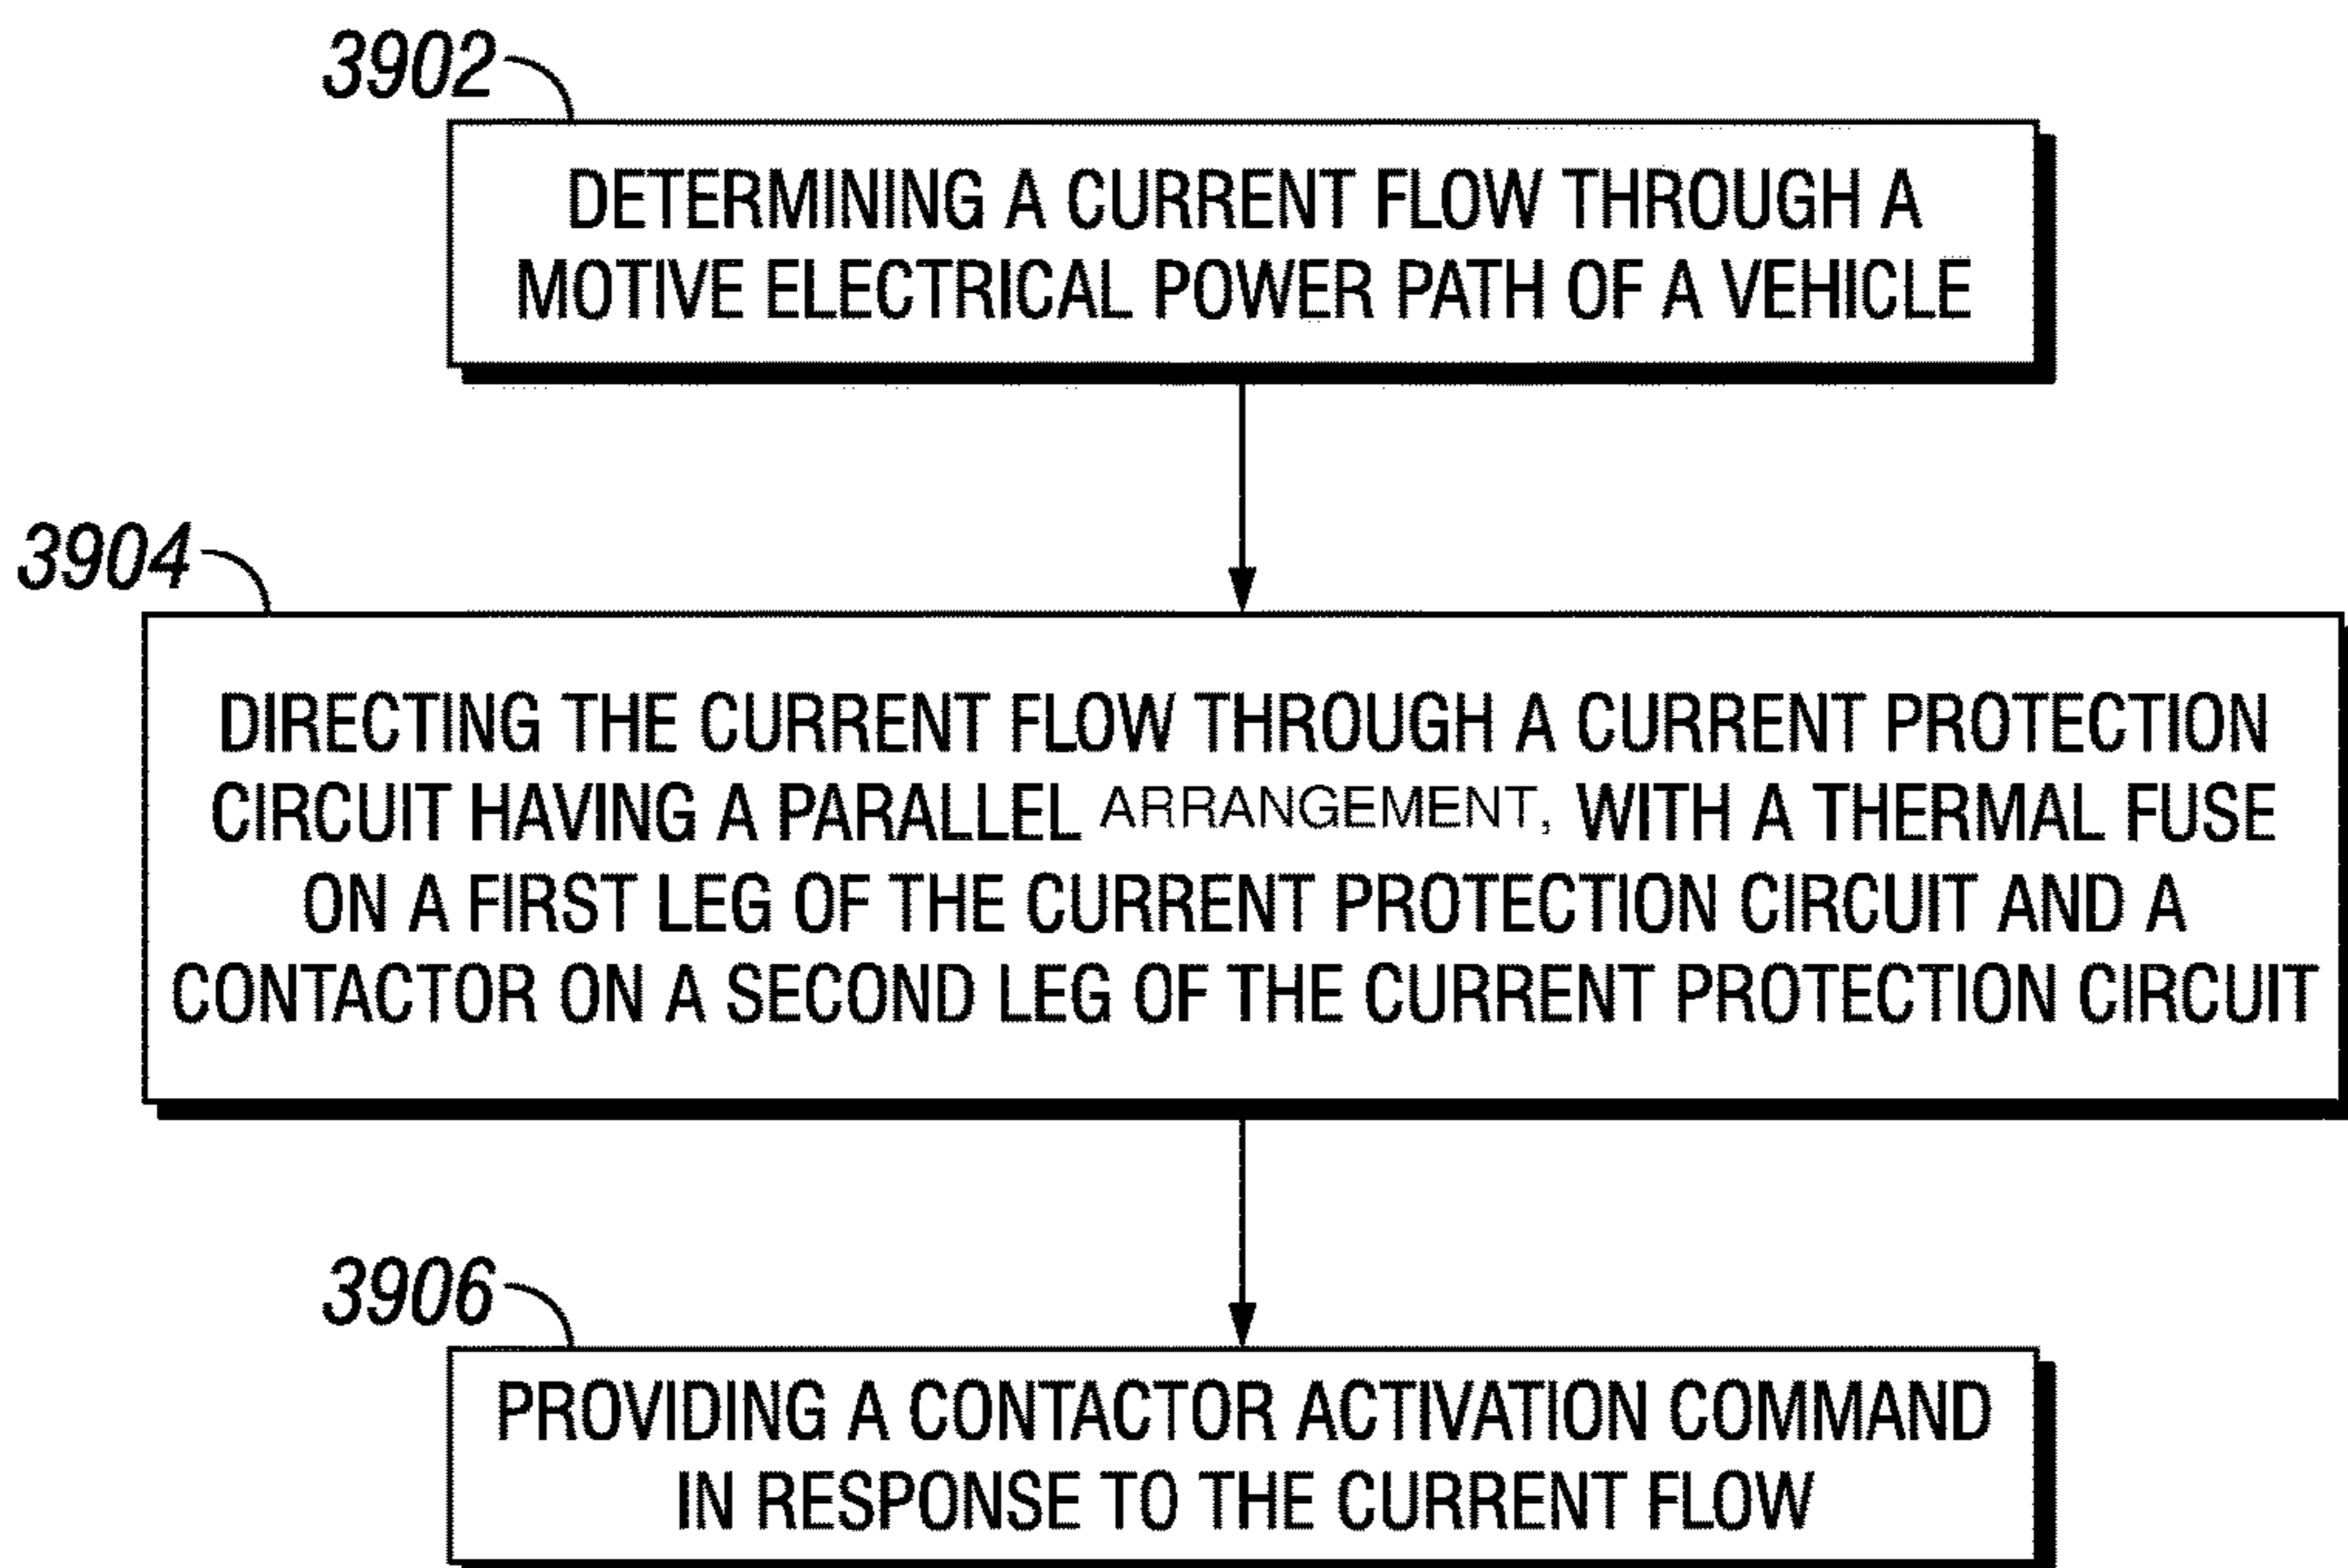 3902
DETERMINING A CURRENT FLOW THROUGH A
MOTIVE ELECTRICAL POWER PATH OF A VEHICLE
3904
DIRECTING THE CURRENT FLOW THROUGH A CURRENT PROTECTION
CIRCUIT HAVING A PARALLEL ARRANGEMENT, WITH A THERMAL FUSE
ON A FIRST LEG OF THE CURRENT PROTECTION CIRCUIT AND A
CONTACTOR ON A SECOND LEG OF THE CURRENT PROTECTION CIRCUIT
3906
PROVIDING A CONTACTOR ACTIVATION COMMAND
IN RESPONSE TO THE CURRENT FLOW